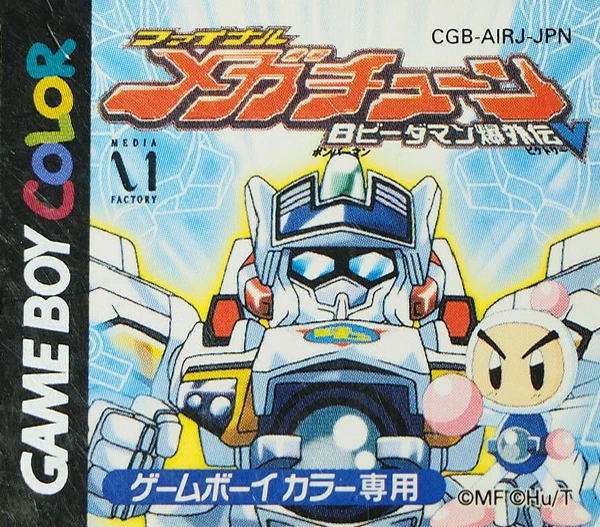 GAME BOY COLOR
CGB-AIRJ-JPN
ファイナル
メガチューン
Bビーダマン爆外伝V
ボンバーマン ビクトリー
MEDIA
FACTORY
ゲームボーイカラー専用
©MF/©Hu/T